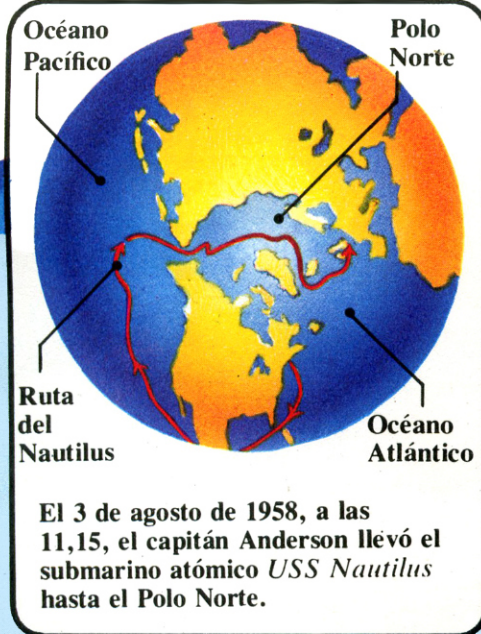 Océano
Pacífico
Polo
Norte
Ruta
del
Nautilus
Océano
Atlántico
El 3 de agosto de 1958, a las
11,15, el capitán Anderson llevó el
submarino atómico USS Nautilus
hasta el Polo Norte.